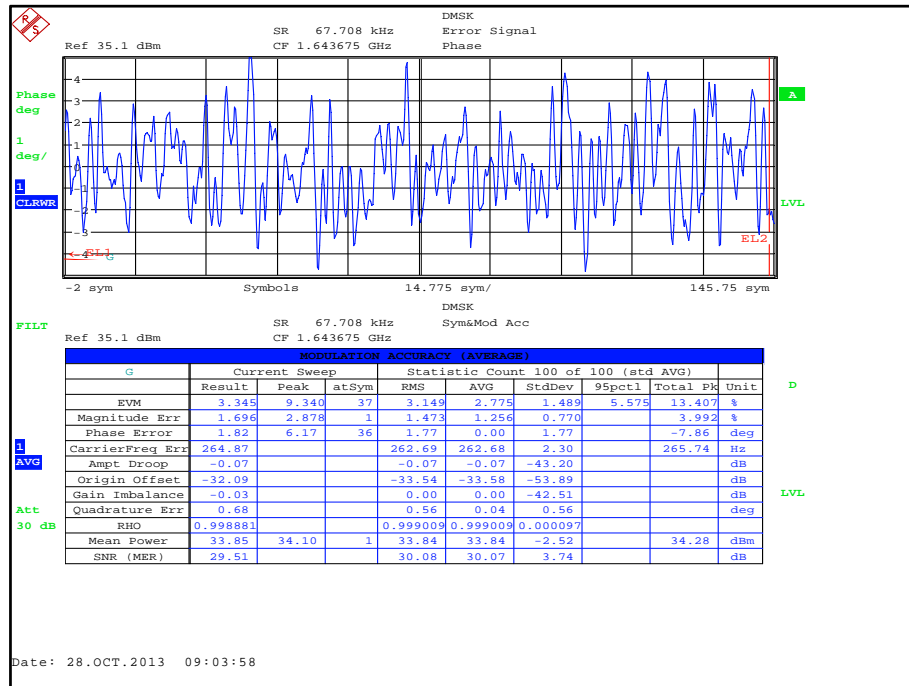 R S
DMSK
SR 67.708 kHz Error Signal
Ref 35.1 dBm CF 1.643675 GHz Phase
4
Phase 3
deg 2
1 1
deg/ 0
1 -1
CLRWR -2
-3
-4
A
LVL
EL1 G
EL2
-2 sym Symbols 14.775 sym/ 145.75 sym
DMSK
FILT SR 67.708 kHz Sym&Mod Acc
Ref 35.1 dBm CF 1.643675 GHz
MODULATION ACCURACY (AVERAGE)
G Current Sweep Statistic Count 100 of 100 (std AVG)
Result Peak atSym RMS AVG StdDev 95pctl Total Pk Unit
EVM 3.345 9.340 37 3.149 2.775 1.489 5.575 13.407 %
Magnitude Err 1.696 2.878 1 1.473 1.256 0.770 3.992 %
Phase Error 1.82 6.17 36 1.77 0.00 1.77 -7.86 deg
CarrierFreq Err 264.87 262.69 262.68 2.30 265.74 Hz
Ampt Droop -0.07 -0.07 -0.07 -43.20 dB
Origin Offset -32.09 -33.54 -33.58 -53.89 dB
Gain Imbalance -0.03 0.00 0.00 -42.51 dB
Quadrature Err 0.68 0.56 0.04 0.56 deg
RHO 0.998881 0.999009 0.999009 0.000097
Mean Power 33.85 34.10 1 33.84 33.84 -2.52 34.28 dBm
SNR (MER) 29.51 30.08 30.07 3.74 dB
1
AVG
Att
30 dB
D
LVL
Date: 28.OCT.2013 09:03:58